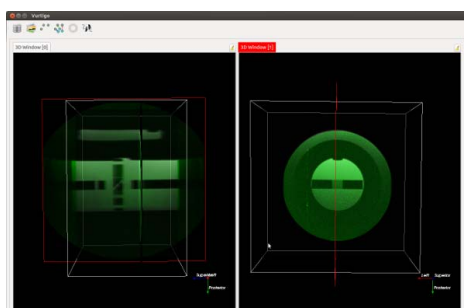 Vurtigo
3D Window [0]
3D Window [1]
Superior
Posterior
Left Superior
Posterior